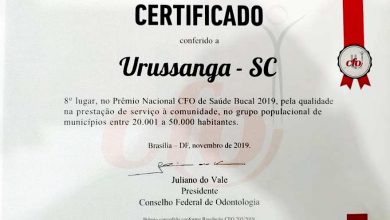 CERTIFICADO
conferido a
Urussanga - SC
8º lugar, no Prêmio Nacional CFO de Saúde Bucal 2019, pela qualidade
na prestação de serviço à comunidade, no grupo populacional de
municípios entre 20.001 a 50.000 habitantes.
Brasília - DF, novembro de 2019.
Juliano do Vale
Presidente
Conselho Federal de Odontologia